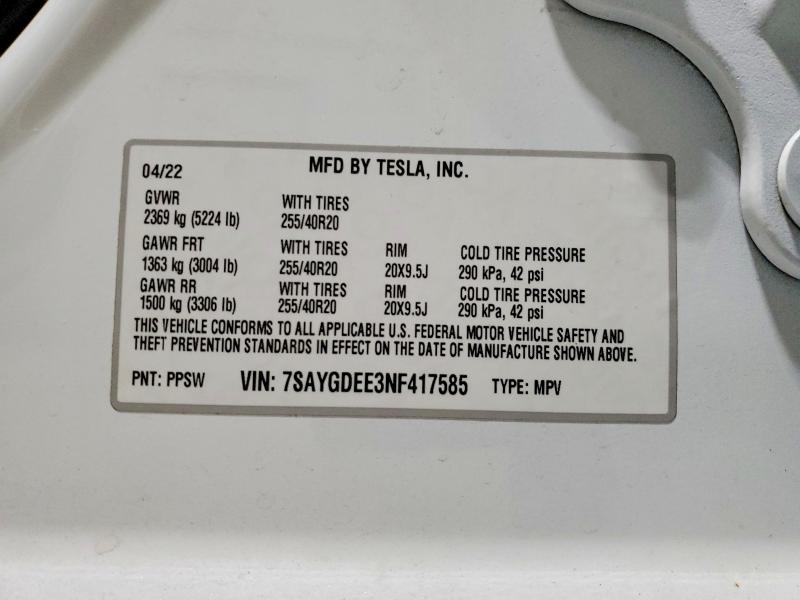 04/22 MFD BY TESLA, INC.
GVWR WITH TIRES
2369 kg (5224 lb) 255/40R20
GAWR FRT WITH TIRES RIM COLD TIRE PRESSURE
1363 kg (3004 lb) 255/40R20 20X9.5J 290 kPa, 42 psi
GAWR RR WITH TIRES RIM COLD TIRE PRESSURE
1500 kg (3306 lb) 255/40R20 20X9.5J 290 kPa, 42 psi
THIS VEHICLE CONFORMS TO ALL APPLICABLE U.S. FEDERAL MOTOR VEHICLE SAFETY AND
THEFT PREVENTION STANDARDS IN EFFECT ON THE DATE OF MANUFACTURE SHOWN ABOVE.
PNT: PPSW VIN: 7SAYGDEE3NF417585 TYPE: MPV